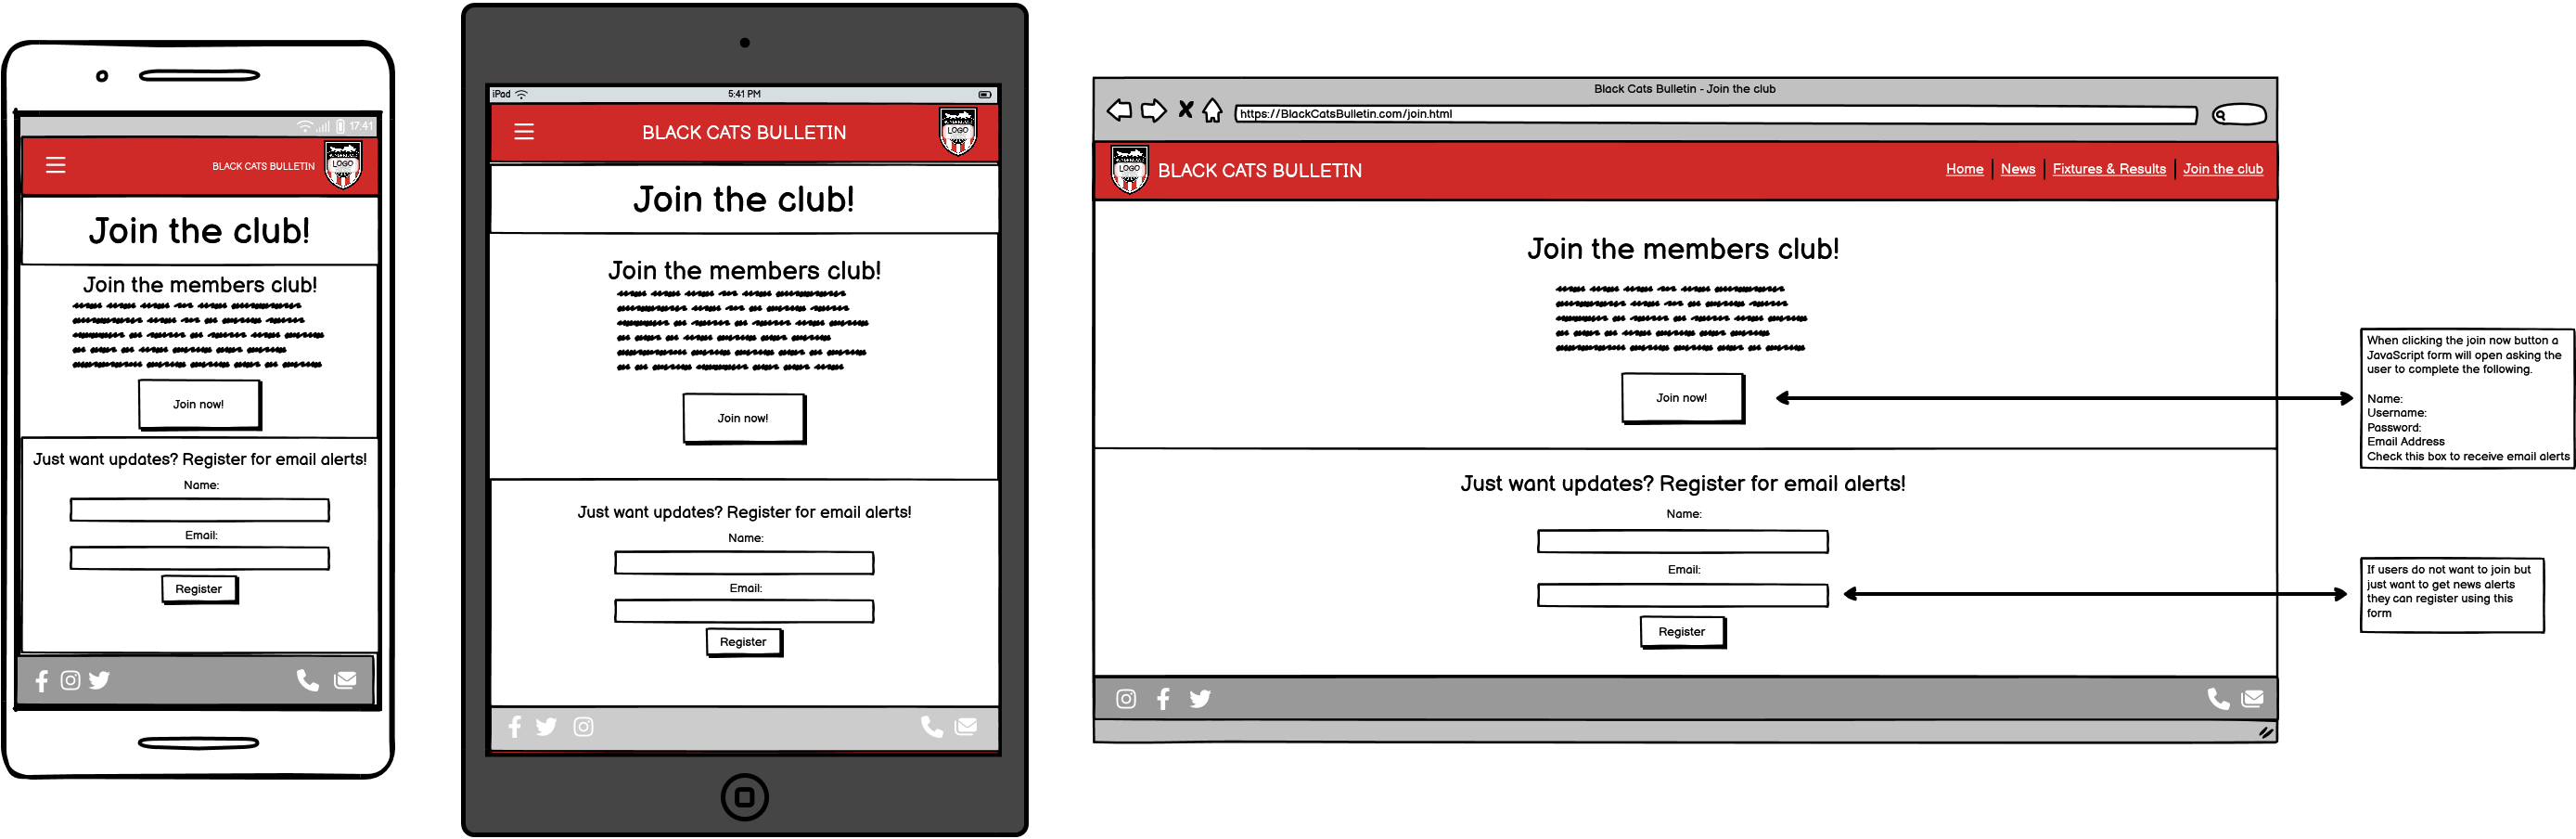 17:41
BLACK CATS BULLETIN
LOGO
Join the club!
Join the members club!
Join now!
Just want updates? Register for email alerts!
Name:
Email:
Register
iPad
5:41 PM
BLACK CATS BULLETIN
LOGO
Join the club!
Join the members club!
Join now!
Just want updates? Register for email alerts!
Name:
Email:
Register
Black Cats Bulletin - Join the club
https://BlackCatsBulletin.com/join.html
LOGO
BLACK CATS BULLETIN
Home | News | Fixtures & Results | Join the club
Join the members club!
Join now!
Just want updates? Register for email alerts!
Name:
Email:
Register
When clicking the join now button a
JavaScript form will open asking the
user to complete the following.
Name:
Username:
Password:
Email Address
Check this box to receive email alerts
If users do not want to join but
just want to get news alerts
they can register using this
form